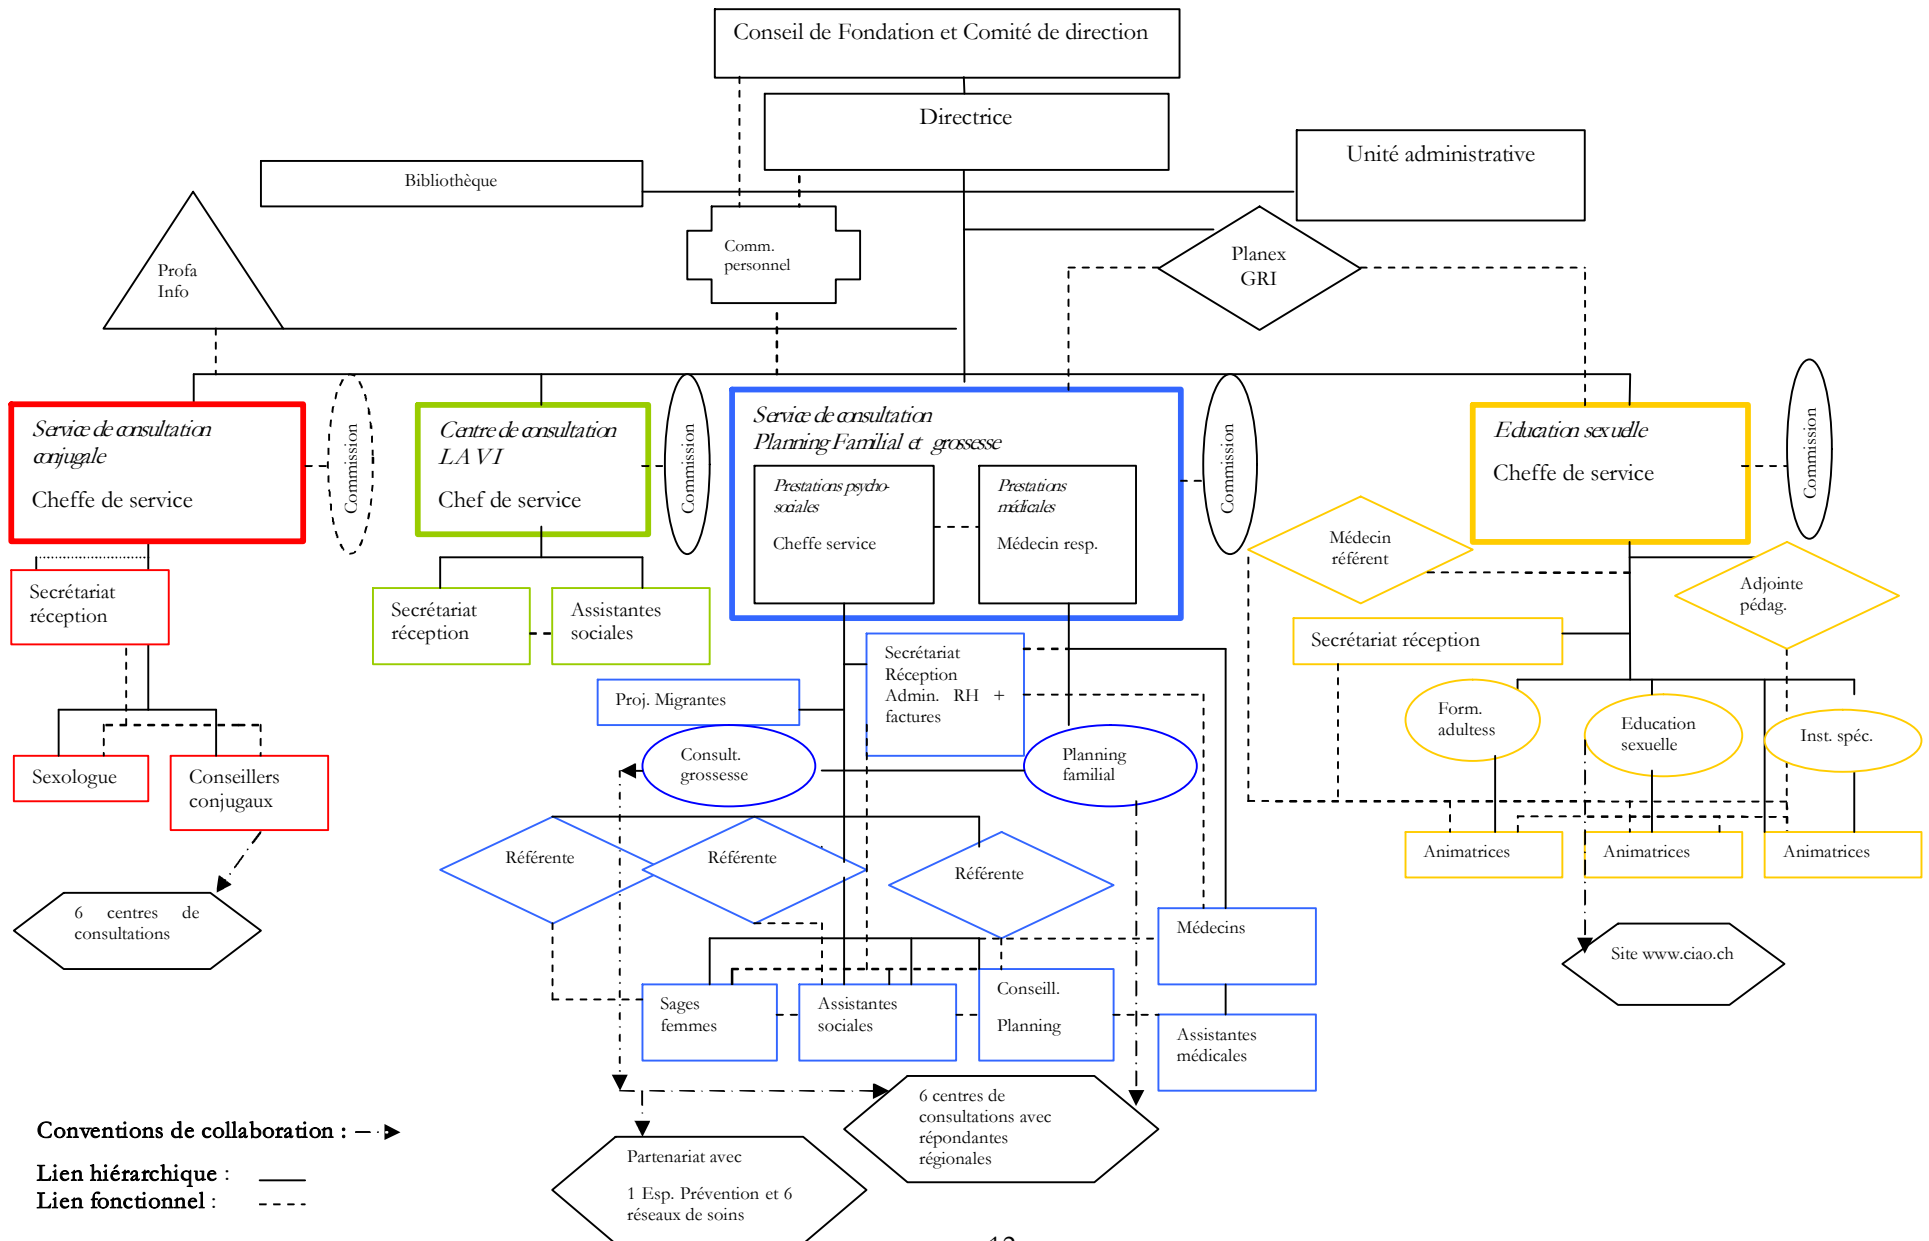 Conseil de Fondation et Comité de direction
Directrice
Unité administrative
Bibliothèque
Comm.
personnel
Planex
GRI
Profa
Info
Service de consultation
conjugale
Cheffe de service
Commission
Centre de consultation
LAVI
Chef de service
Commission
Service de consultation
Planning Familial et grossesse
Prestations psycho-
sociales
Cheffe service
Prestations
médicales
Médecin resp.
Commission
Education sexuelle
Cheffe de service
Commission
Médecin
référent
Adjointe
pédag.
Secrétariat
réception
Secrétariat
réception
Assistantes
sociales
Secrétariat
Réception
Admin. RH +
factures
Proj. Migrantes
Secrétariat réception
Form.
adultess
Education
sexuelle
Inst. spéc.
Sexologue
Conseillers
conjugaux
Consult.
grossesse
Planning
familial
Référente
Référente
Référente
Animatrices
Animatrices
Animatrices
6 centres de
consultations
Médecins
Site www.ciao.ch
Sages
femmes
Assistantes
sociales
Conseill.
Planning
Assistantes
médicales
6 centres de
consultations avec
répondantes
régionales
Partenariat avec
1 Esp. Prévention et 6
réseaux de soins
Conventions de collaboration :
Lien hiérarchique :
Lien fonctionnel :